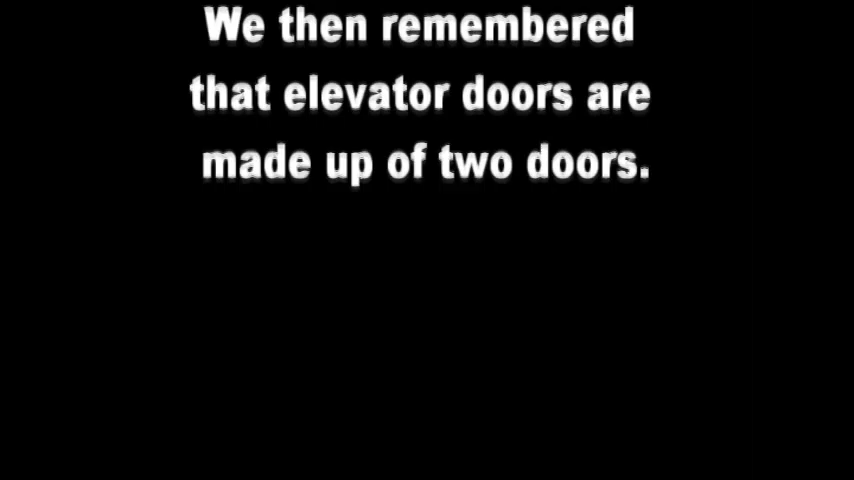 We then remembered
that elevator doors are
made up of two doors.